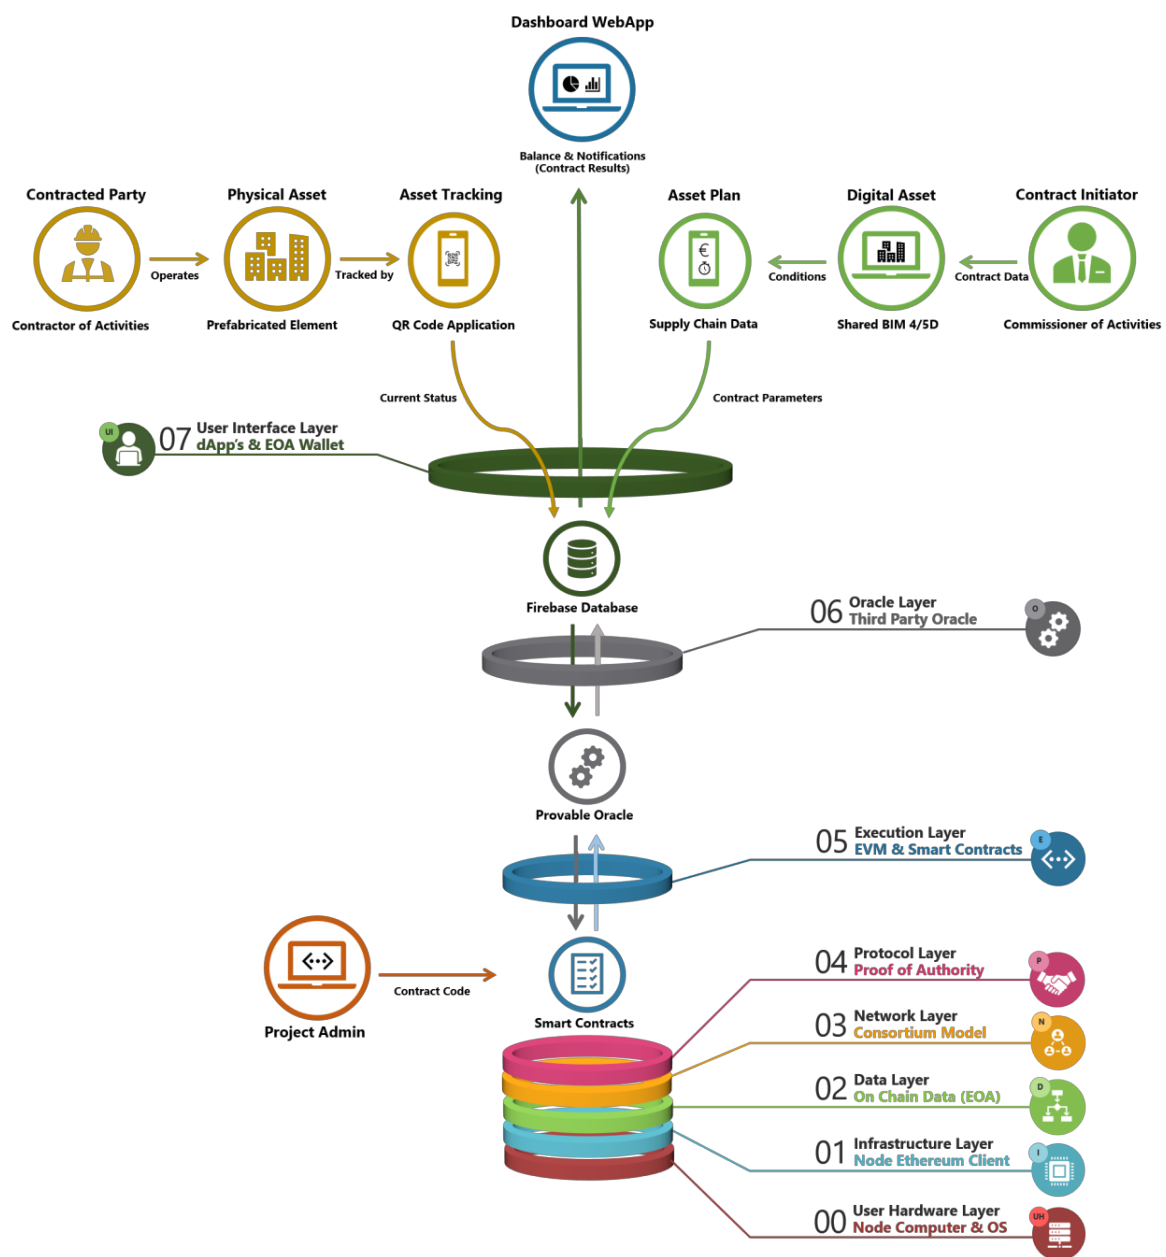 Dashboard WebApp
Balance & Notifications
(Contract Results)
Contracted Party
Physical Asset
Asset Tracking
Asset Plan
Digital Asset
Contract Initiator
€
Operates
Tracked by
Conditions
Contract Data
Contractor of Activities
Prefabricated Element
QR Code Application
Supply Chain Data
Shared BIM 4/5D
Commissioner of Activities
Current Status
Contract Parameters
UI
07 User Interface Layer
dApp's & EOA Wallet
Firebase Database
06 Oracle Layer
Third Party Oracle
O
Provable Oracle
05 Execution Layer
EVM & Smart Contracts
E
Project Admin
Contract Code
Smart Contracts
04 Protocol Layer
Proof of Authority
P
03 Network Layer
Consortium Model
N
02 Data Layer
On Chain Data (EOA)
D
01 Infrastructure Layer
Node Ethereum Client
I
00 User Hardware Layer
Node Computer & OS
UH